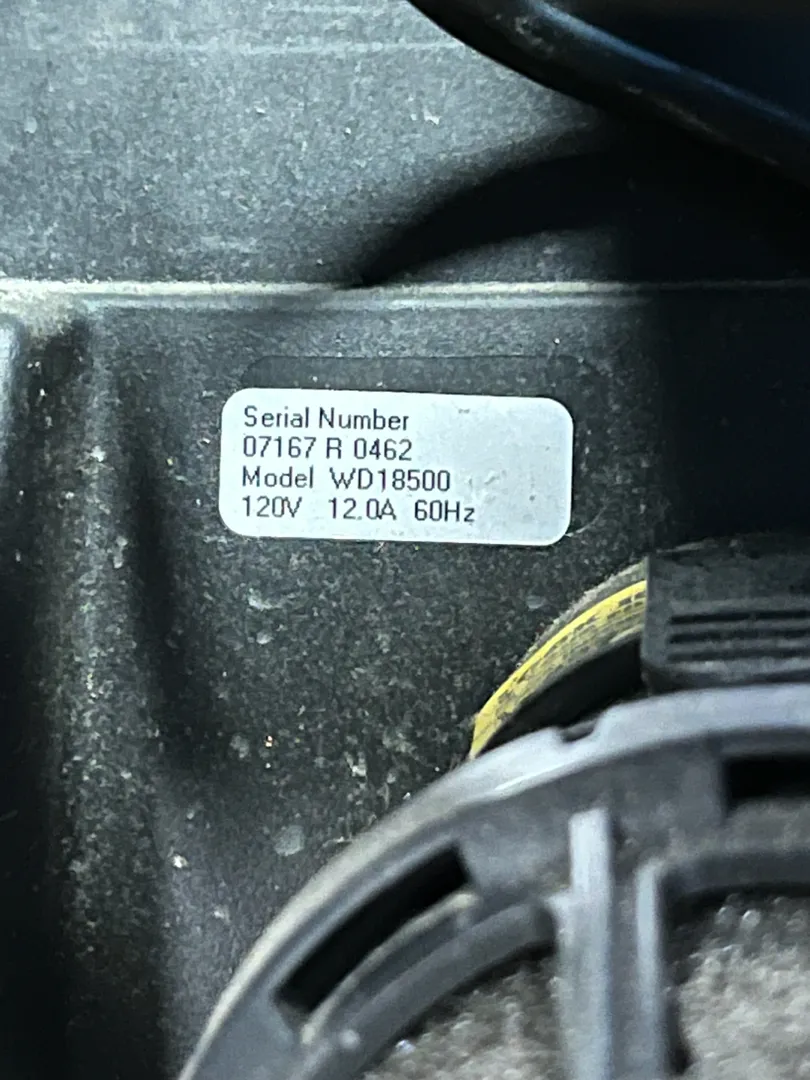 Serial Number
07167 R 0462
Model WD18500
120V 12.0A 60Hz